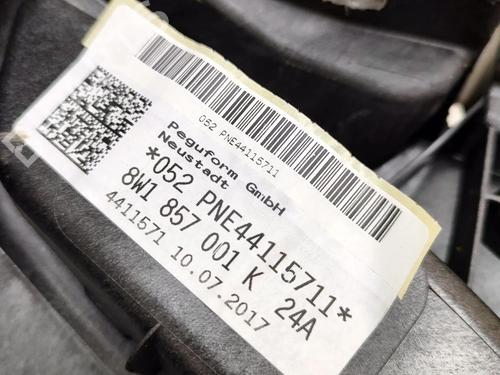 052 PNE44115711
Peguform GmbH
Neustadt
*052 PNE44115711*
8W1 857 001 K 24A
4411571 10.07.2017